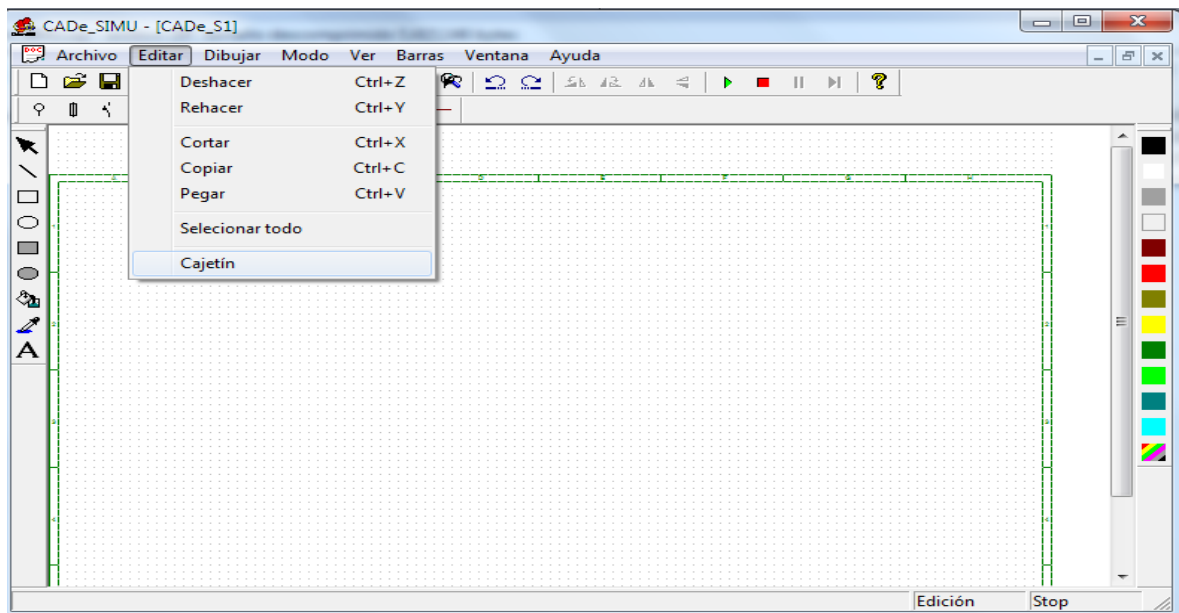 CADe_SIMU - [CADe_S1]
Archivo Editar Dibujar Modo Ver Barras Ventana Ayuda
Deshacer Ctrl+Z
Rehacer Ctrl+Y
Cortar Ctrl+X
Copiar Ctrl+C
Pegar Ctrl+V
Selecionar todo
Cajetín
A
Edición Stop